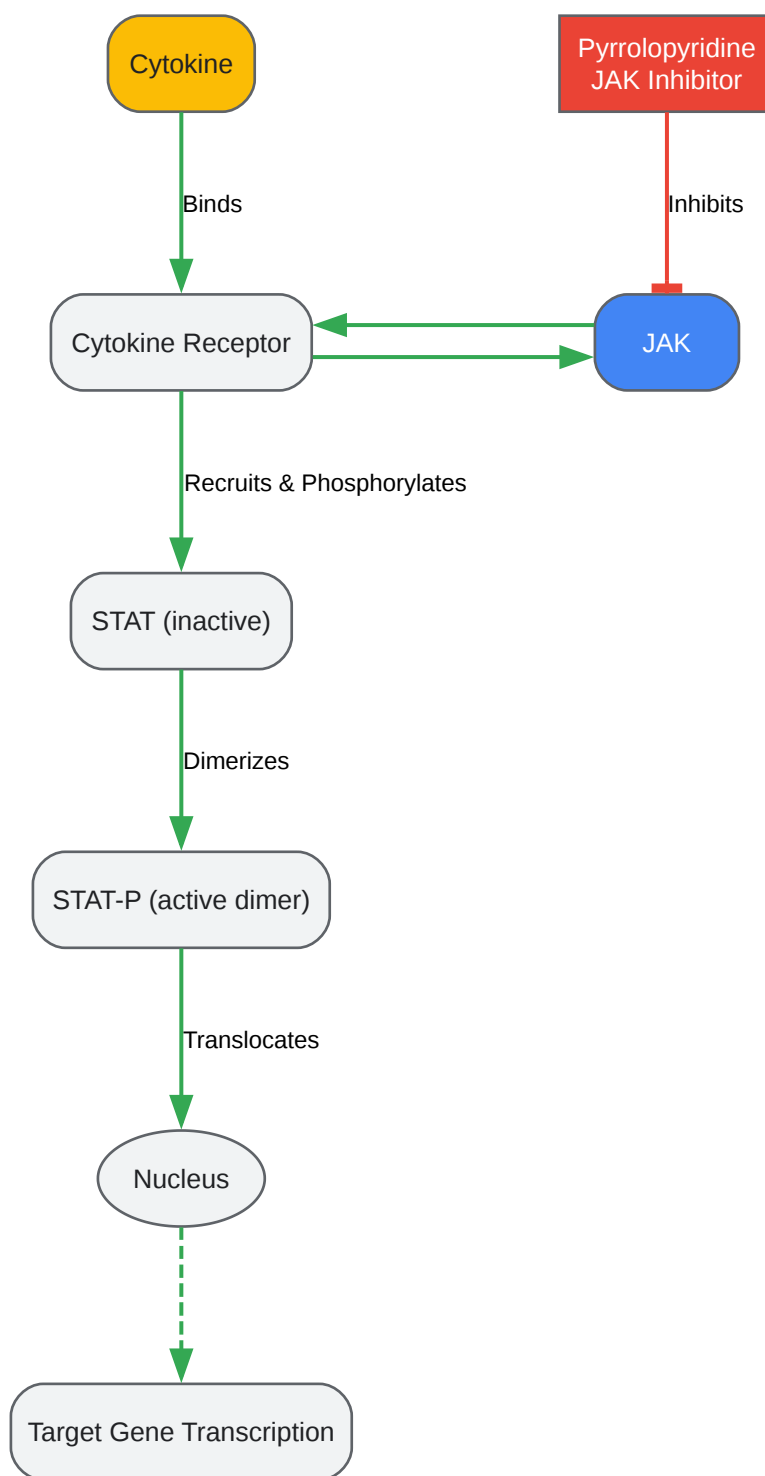 Cytokine
Pyrrolopyridine
JAK Inhibitor
Binds
Inhibits
Cytokine Receptor
JAK
Recruits & Phosphorylates
STAT (inactive)
Dimerizes
STAT-P (active dimer)
Translocates
Nucleus
Target Gene Transcription